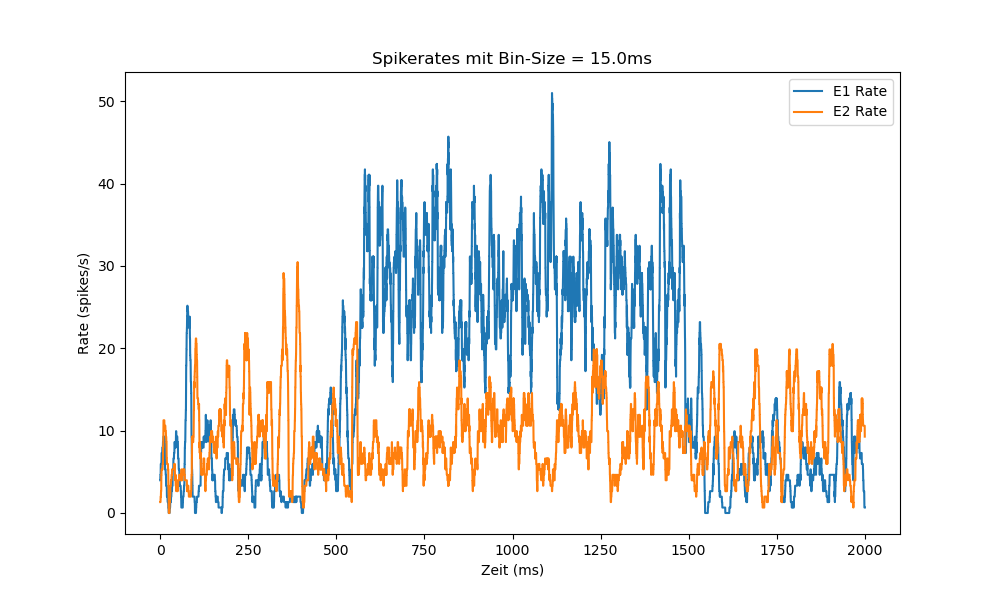 Spikerates mit Bin-Size = 15.0ms
E1 Rate
E2 Rate
Rate (spikes/s)
50
40
30
20
10
0
0 250 500 750 1000 1250 1500 1750 2000
Zeit (ms)